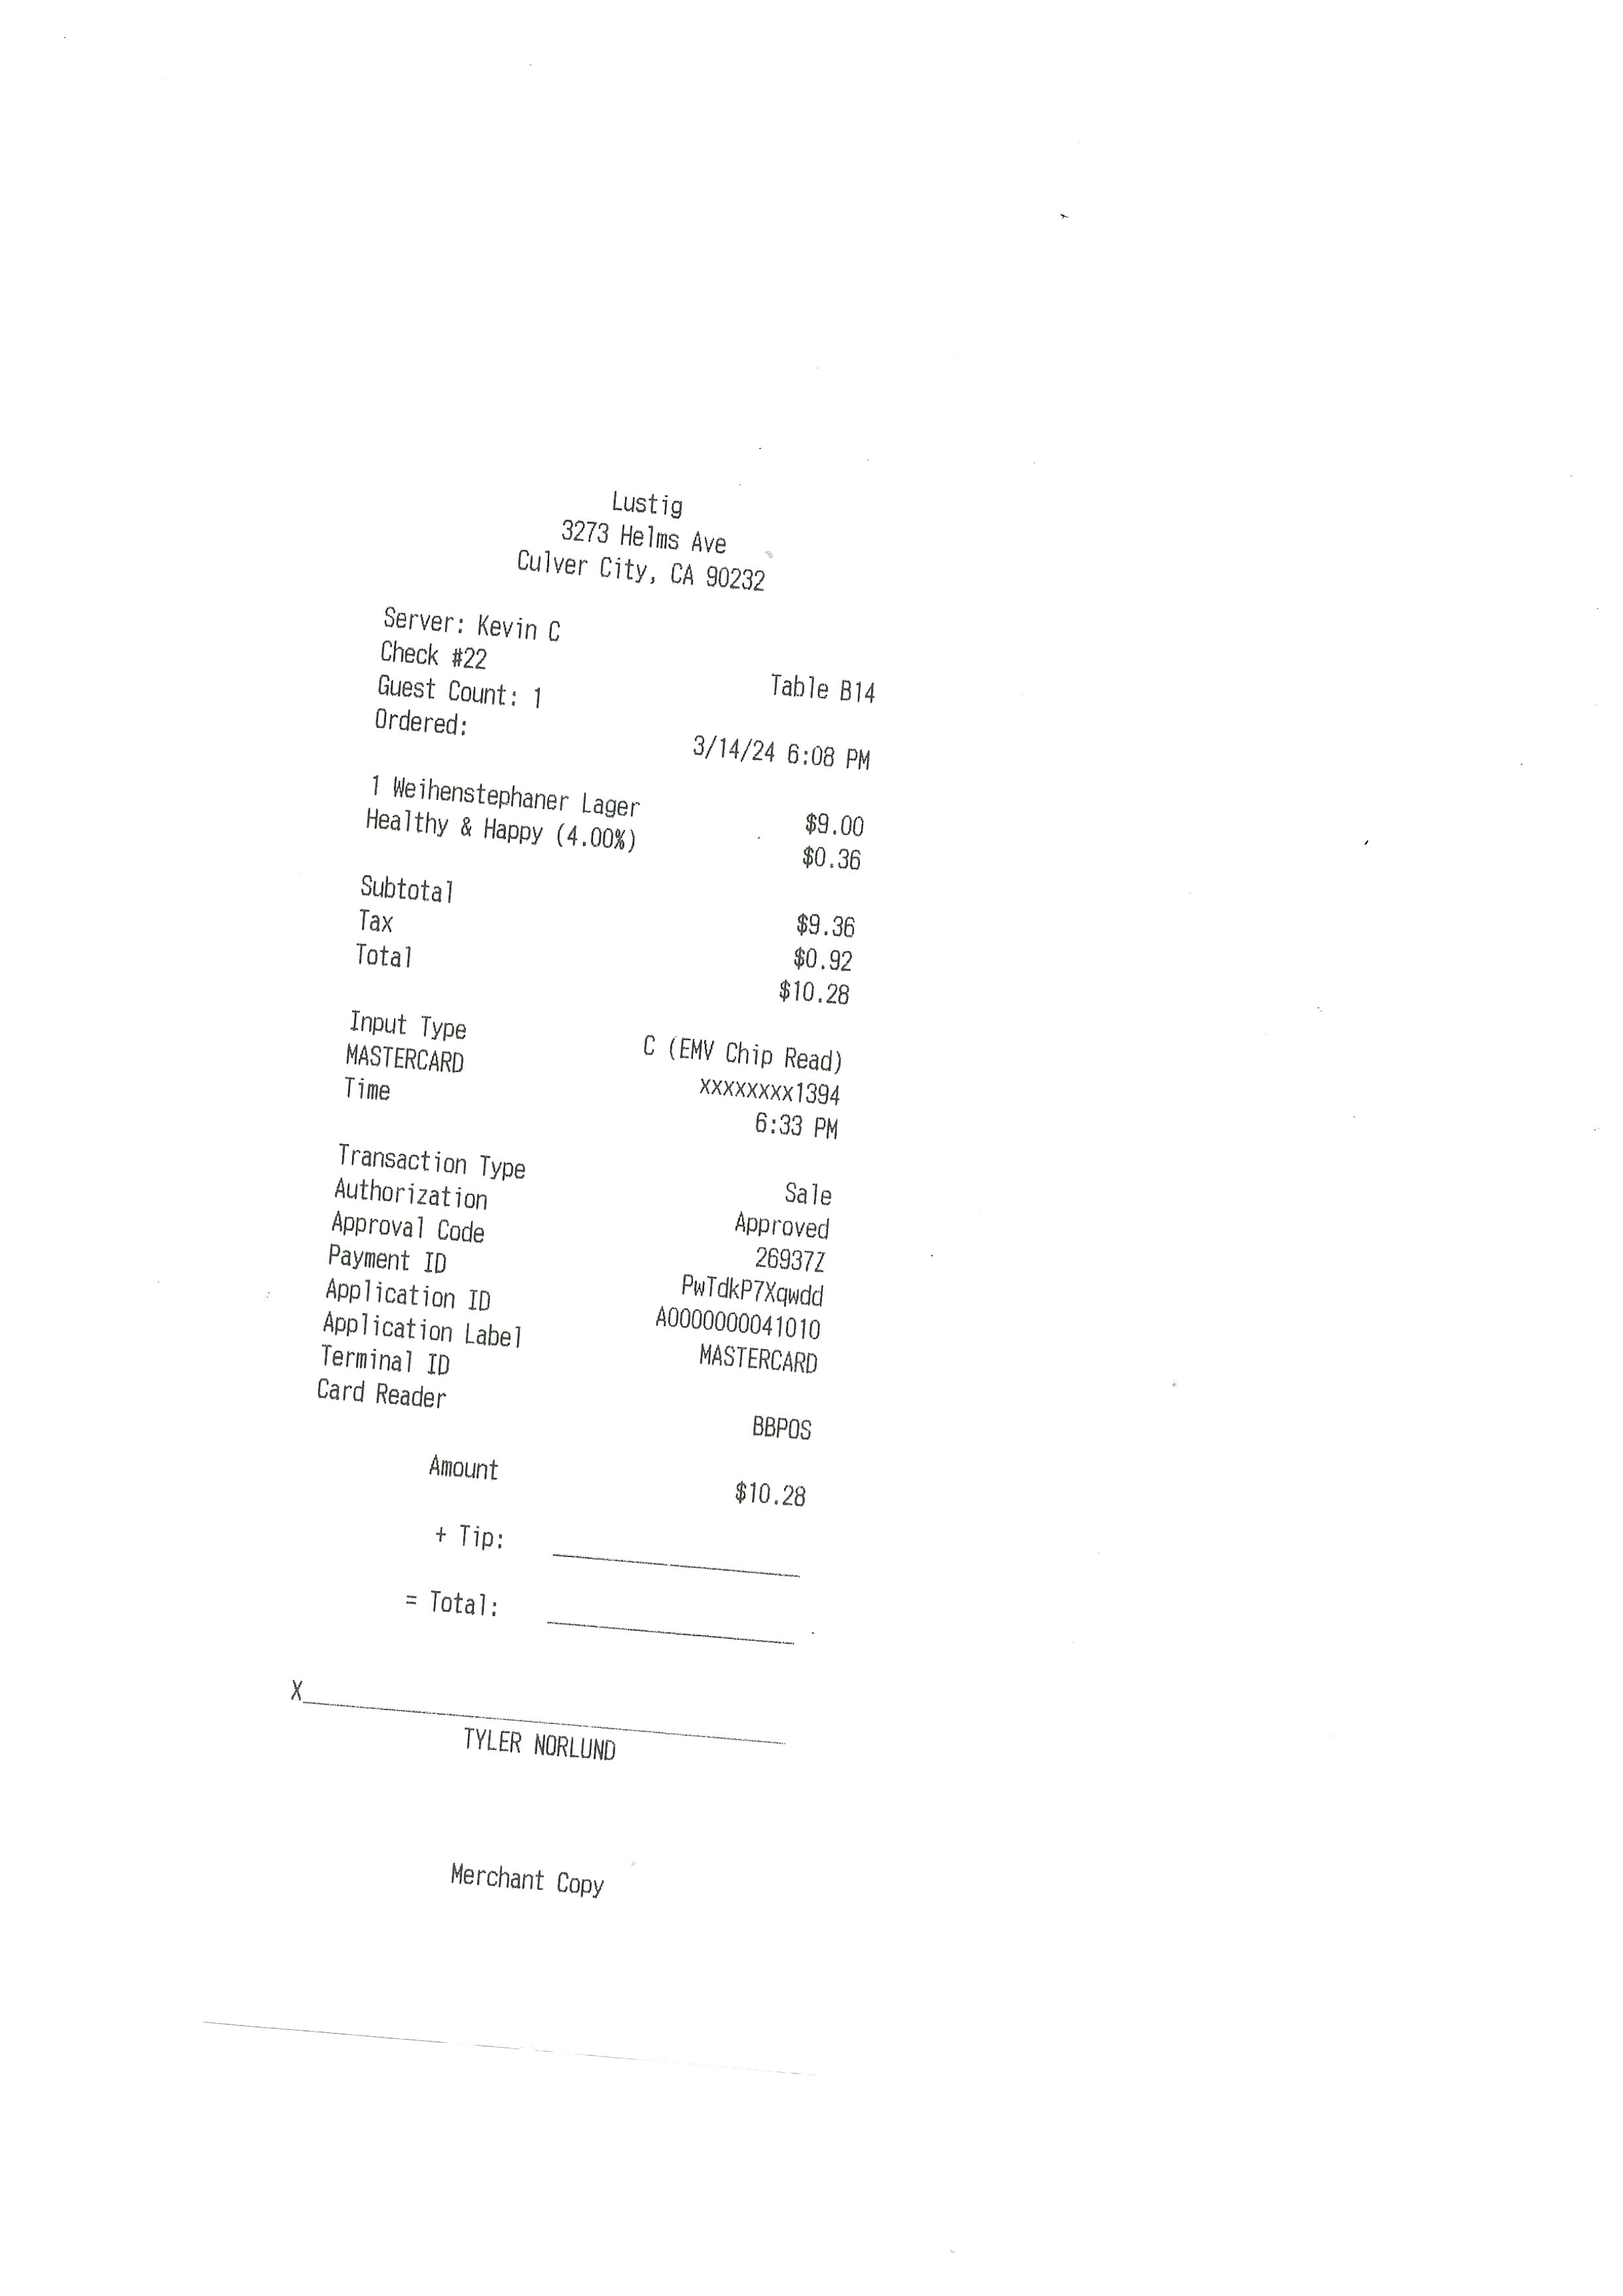 Lustig
3273 Helms Ave
Culver City, CA 90232
Server: Kevin C
Check #22 Table B14
Guest Count: 1
Ordered: 3/14/24 6:08 PM
1 Weihenstephaner Lager $9.00
Healthy & Happy (4.00%) $0.36
Subtotal $9.36
Tax $0.92
Total $10.28
Input Type C (EMV Chip Read)
MASTERCARD xxxxxxxx1394
Time 6:33 PM
Transaction Type Sale
Authorization Approved
Approval Code 26937Z
Payment ID PwTdkP7Xqwdd
Application ID A0000000041010
Application Label MASTERCARD
Terminal ID
Card Reader BBPOS
Amount $10.28
+ Tip: 
= Total: 
X
TYLER NORLUND
Merchant Copy